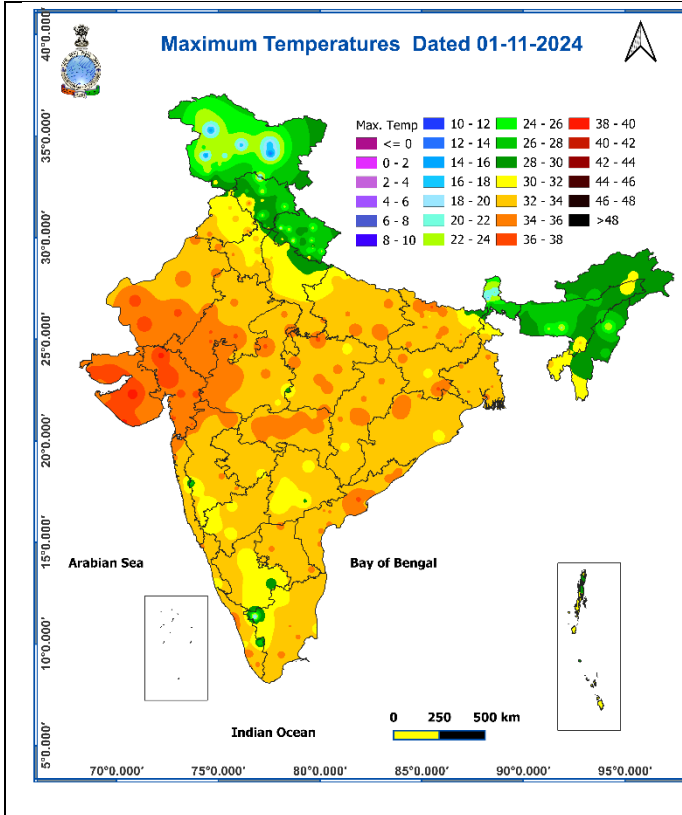 Maximum Temperatures Dated 01-11-2024
Max. Temp
<= 0
0 - 2
2 - 4
4 - 6
6 - 8
8 - 10
10 - 12
12 - 14
14 - 16
16 - 18
18 - 20
20 - 22
22 - 24
24 - 26
26 - 28
28 - 30
30 - 32
32 - 34
34 - 36
36 - 38
38 - 40
40 - 42
42 - 44
44 - 46
46 - 48
>48
40°0.000'
35°0.000'
30°0.000'
25°0.000'
20°0.000'
15°0.000'
10°0.000'
5°0.000'
Arabian Sea
Bay of Bengal
Indian Ocean
0 250 500 km
70°0.000' 75°0.000' 80°0.000' 85°0.000' 90°0.000' 95°0.000'